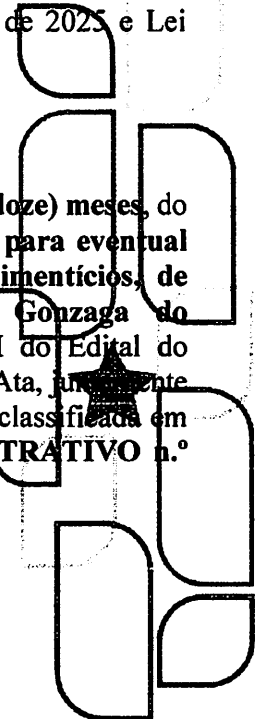 de 2025 e Lei
doze) meses, do
para eventual
imentícios, de
Gonzaga do
I do Edital do
Ata, juntamente
classificada em
TRATIVO n.º